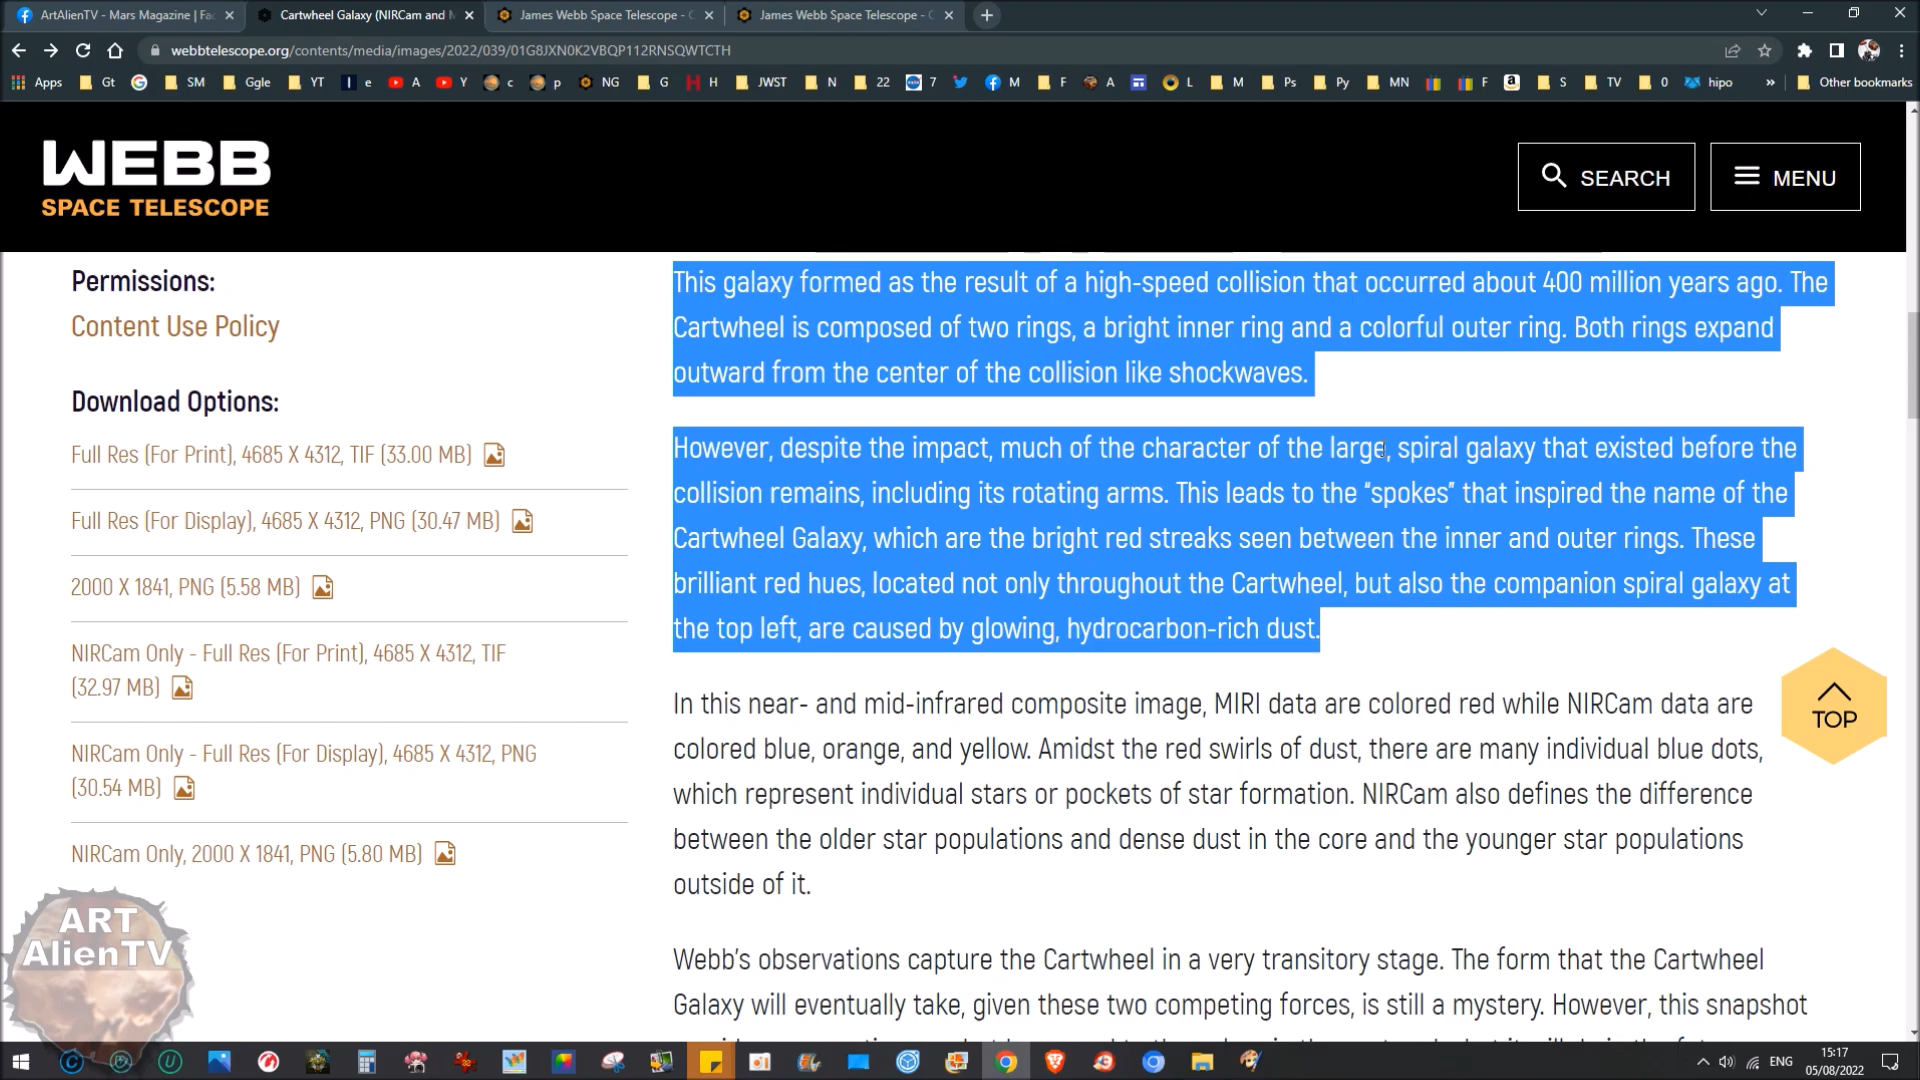 ArtAlienTV - Mars Magazine | Fac
Cartwheel Galaxy (NIRCam and M
James Webb Space Telescope - C
James Webb Space Telescope - C
webbtelescope.org/contents/media/images/2022/039/01G8JXN0K2VBQP112RNSQWTCTH
Apps Gt SM Ggle YT e A Y c p NG G H JWST N 22 7 M F A L M Ps Py MN F S TV 0 hipo » Other bookmarks
WEBB
SPACE TELESCOPE
SEARCH
MENU
Permissions:
Content Use Policy
Download Options:
Full Res (For Print), 4685 X 4312, TIF (33.00 MB)
Full Res (For Display), 4685 X 4312, PNG (30.47 MB)
2000 X 1841, PNG (5.58 MB)
NIRCam Only - Full Res (For Print), 4685 X 4312, TIF
(32.97 MB)
NIRCam Only - Full Res (For Display), 4685 X 4312, PNG
(30.54 MB)
NIRCam Only, 2000 X 1841, PNG (5.80 MB)
This galaxy formed as the result of a high-speed collision that occurred about 400 million years ago. The
Cartwheel is composed of two rings, a bright inner ring and a colorful outer ring. Both rings expand
outward from the center of the collision like shockwaves.
However, despite the impact, much of the character of the large, spiral galaxy that existed before the
collision remains, including its rotating arms. This leads to the “spokes” that inspired the name of the
Cartwheel Galaxy, which are the bright red streaks seen between the inner and outer rings. These
brilliant red hues, located not only throughout the Cartwheel, but also the companion spiral galaxy at
the top left, are caused by glowing, hydrocarbon-rich dust.
In this near- and mid-infrared composite image, MIRI data are colored red while NIRCam data are
colored blue, orange, and yellow. Amidst the red swirls of dust, there are many individual blue dots,
which represent individual stars or pockets of star formation. NIRCam also defines the difference
between the older star populations and dense dust in the core and the younger star populations
outside of it.
Webb’s observations capture the Cartwheel in a very transitory stage. The form that the Cartwheel
Galaxy will eventually take, given these two competing forces, is still a mystery. However, this snapshot
TOP
ART
AlienTV
ENG
15:17
05/08/2022